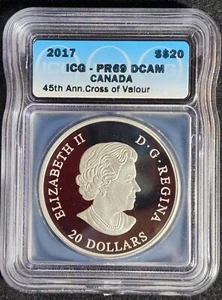 2017 S$20
ICG - PR69 DCAM
CANADA
45th Ann.Cross of Valour
ELIZABETH II D·G·REGINA
20 DOLLARS